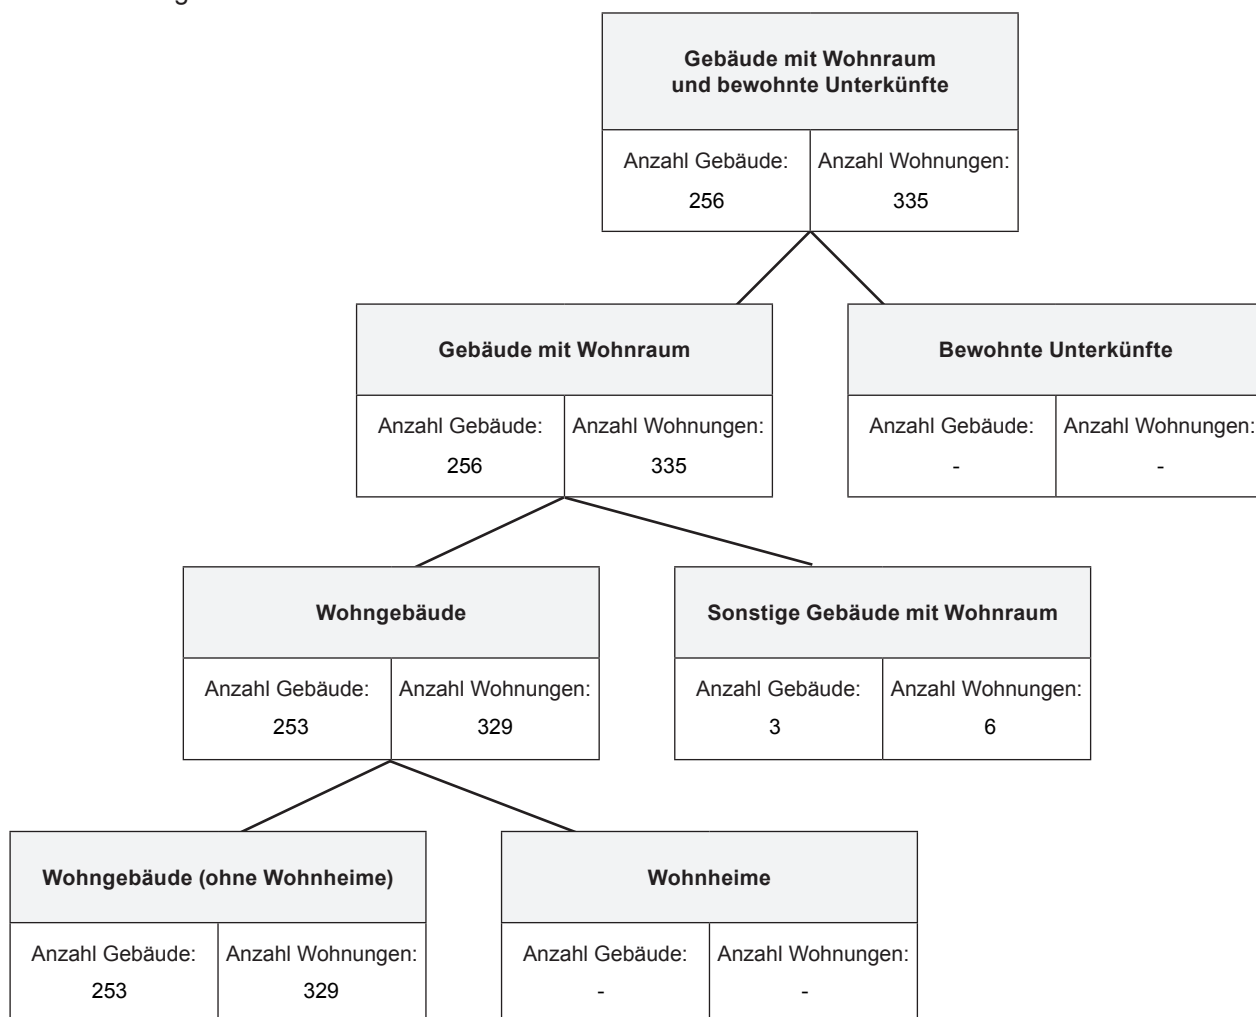 Gebäude mit Wohnraum
und bewohnte Unterkünfte
Anzahl Gebäude: Anzahl Wohnungen:
256 335
Gebäude mit Wohnraum
Anzahl Gebäude: Anzahl Wohnungen:
256 335
Bewohnte Unterkünfte
Anzahl Gebäude: Anzahl Wohnungen:
- -
Wohngebäude
Anzahl Gebäude: Anzahl Wohnungen:
253 329
Sonstige Gebäude mit Wohnraum
Anzahl Gebäude: Anzahl Wohnungen:
3 6
Wohngebäude (ohne Wohnheime)
Anzahl Gebäude: Anzahl Wohnungen:
253 329
Wohnheime
Anzahl Gebäude: Anzahl Wohnungen:
- -